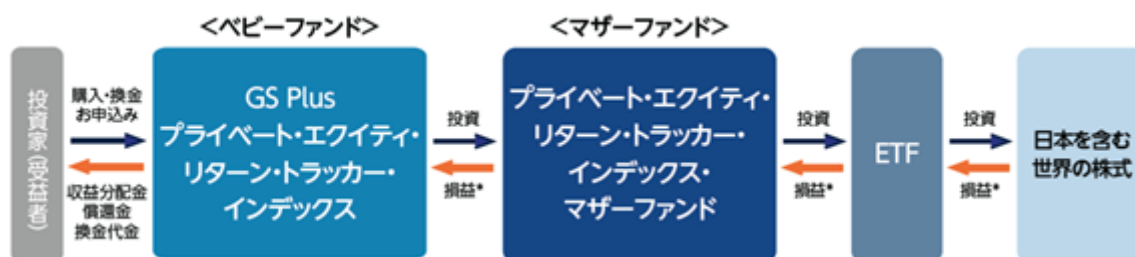 <ベビーファンド>
<マザーファンド>
投資家(受益者)
購入・換金
お申込み
収益分配金
償還金
換金代金
GS Plus
プライベート・エクイティ・
リターン・トラッカー・
インデックス
投資
損益*
プライベート・エクイティ・
リターン・トラッカー・
インデックス・
マザーファンド
投資
損益*
ETF
投資
損益*
日本を含む
世界の株式